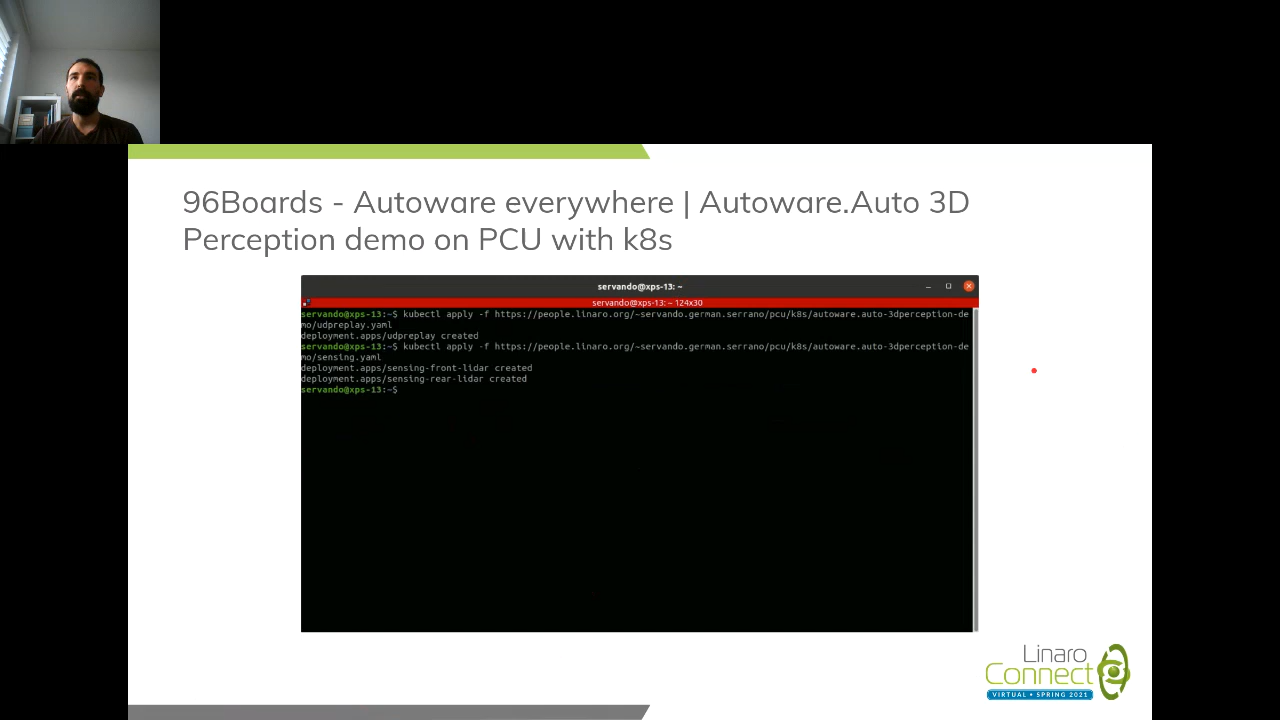 96Boards - Autoware everywhere | Autoware.Auto 3D
Perception demo on PCU with k8s
servando@xps-13: ~
servando@xps-13: ~ 124x30
servando@xps-13:~$ kubectl apply -f https://people.linaro.org/~servando.german.serrano/pcu/k8s/autoware.auto-3dperception-de
mo/udpreplay.yaml
deployment.apps/udpreplay created
servando@xps-13:~$ kubectl apply -f https://people.linaro.org/~servando.german.serrano/pcu/k8s/autoware.auto-3dperception-de
mo/sensing.yaml
deployment.apps/sensing-front-lidar created
deployment.apps/sensing-rear-lidar created
servando@xps-13:~$
Linaro
Connect
VIRTUAL • SPRING 2021